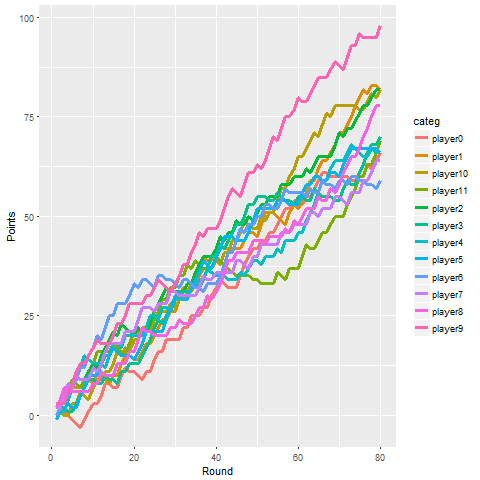 100
75
50
25
0
Points
0
20
40
60
80
Round
categ
player0
player1
player10
player11
player2
player3
player4
player5
player6
player7
player8
player9